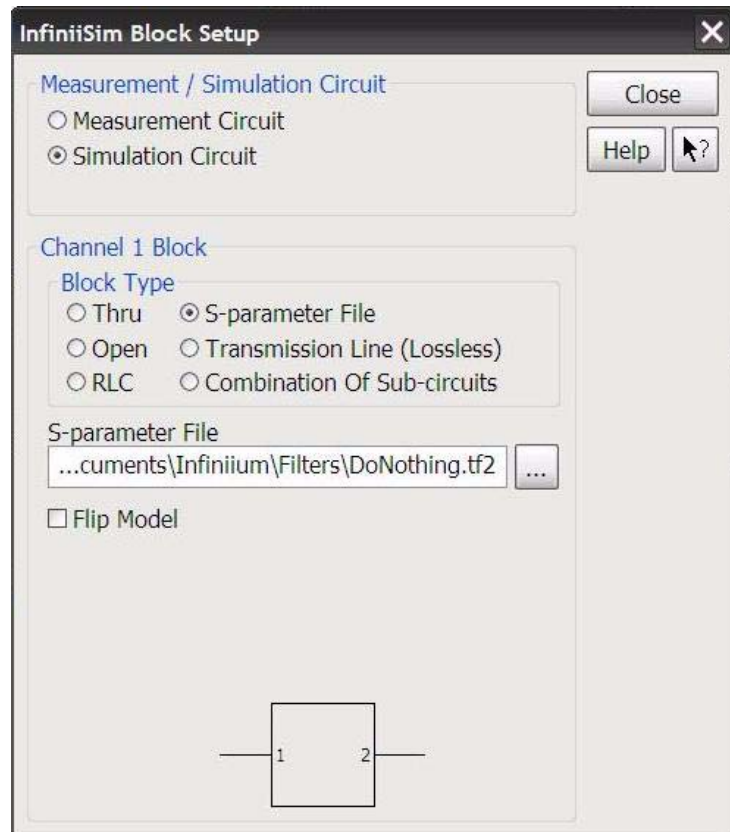 InfiniiSim Block Setup
Measurement / Simulation Circuit
Measurement Circuit
Simulation Circuit
Close
Help
?
Channel 1 Block
Block Type
Thru
S-parameter File
Open
Transmission Line (Lossless)
RLC
Combination Of Sub-circuits
S-parameter File
...cuments\Infiniium\Filters\DoNothing.tf2
...
Flip Model
1 2